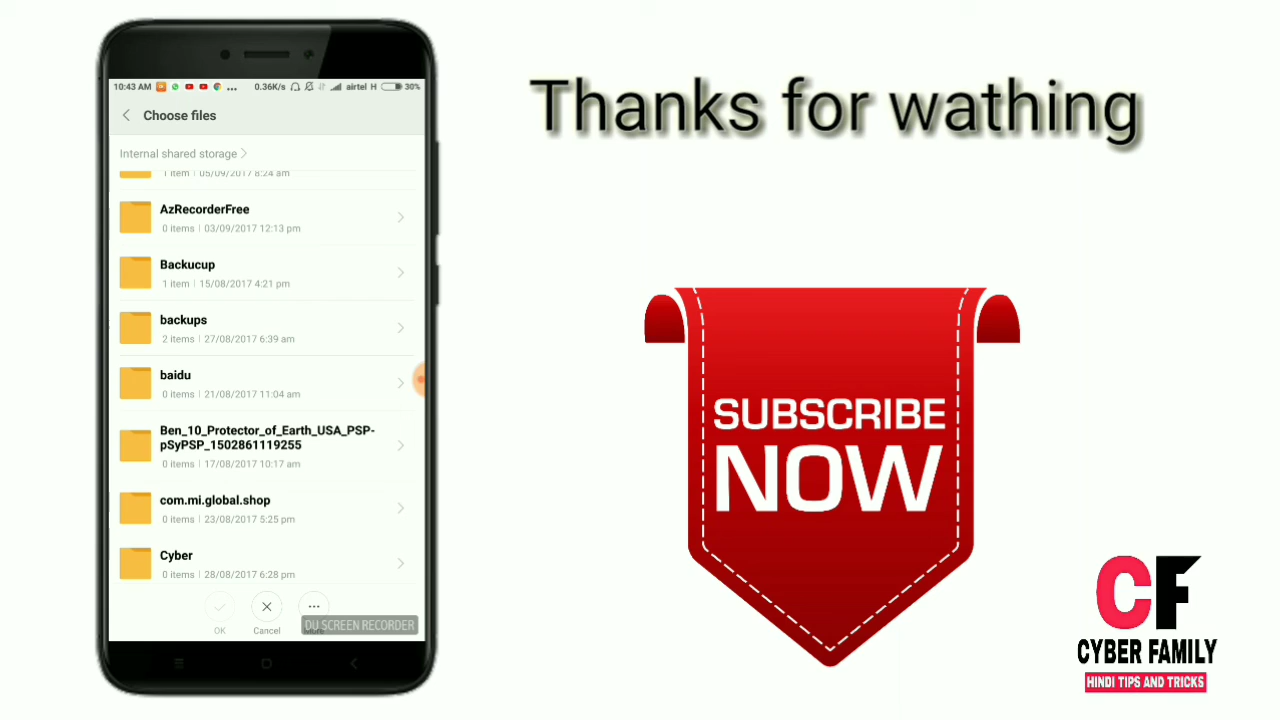 10:43 AM ... 0.36K/s airtel H 30%
Choose files
Internal shared storage
1 item | 05/09/2017 8:24 am
AzRecorderFree
0 items | 03/09/2017 12:13 pm
Backucup
1 item | 15/08/2017 4:21 pm
backups
2 items | 27/08/2017 6:39 am
baidu
0 items | 21/08/2017 11:04 am
Ben_10_Protector_of_Earth_USA_PSP-
pSyPSP_1502861119255
0 items | 17/08/2017 10:17 am
com.mi.global.shop
0 items | 23/08/2017 5:25 pm
Cyber
0 items | 28/08/2017 6:28 pm
OK Cancel
DU SCREEN RECORDER
Thanks for wathing
SUBSCRIBE
NOW
CF
CYBER FAMILY
HINDI TIPS AND TRICKS